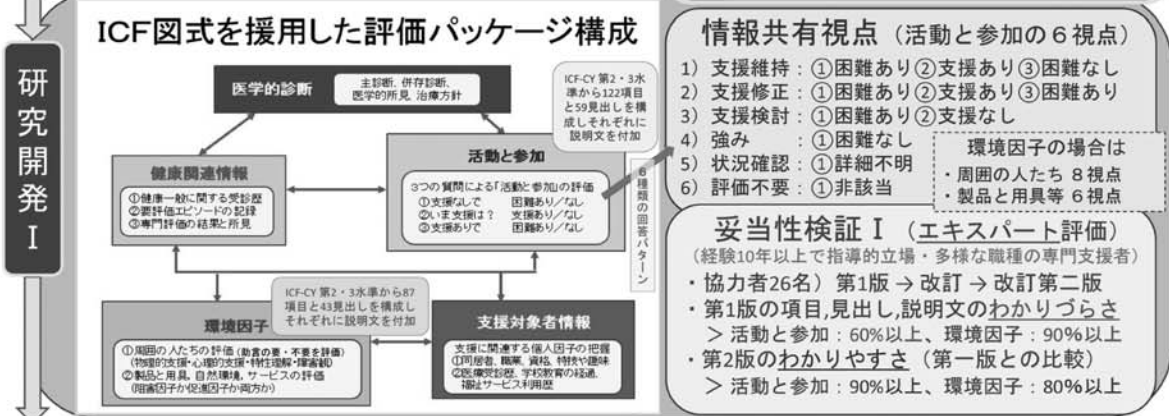 研究開発Ⅰ
ICF図式を援用した評価パッケージ構成
医学的診断
主診断、併存診断、
医学的所見、治療方針
ICF-CY 第2・3水
準から122項目
と59見出しを構
成しそれぞれに
説明文を付加
健康関連情報
①健康一般に関する受診歴
②要評価エピソードの記録
③専門評価の結果と所見
活動と参加
3つの質問による「活動と参加」の評価
①支援なしで 困難あり/なし
②いま支援は? 支援あり/なし
③支援ありで 困難あり/なし
6種類の回答パターン
ICF-CY 第2・3水準から87
項目と43見出しを構成し
それぞれに説明文を付加
環境因子
①周囲の人たちの評価(助言の要・不要を評価)
(物理的支援・心理的支援・特性理解・障害観)
②製品と用具、自然環境、サービスの評価
(阻害因子か促進因子か両方か)
支援対象者情報
支援に関連する個人因子の把握
①同居者、職業、資格、特技や趣味
②医療受診歴、学校教育の経過、
福祉サービス利用歴
情報共有視点(活動と参加の6視点)
1)支援維持:①困難あり②支援あり③困難なし
2)支援修正:①困難あり②支援あり③困難あり
3)支援検討:①困難あり②支援なし
4)強み :①困難なし
5)状況確認:①詳細不明
6)評価不要:①非該当
環境因子の場合は
・周囲の人たち 8視点
・製品と用具等 6視点
妥当性検証Ⅰ(エキスパート評価)
(経験10年以上で指導的立場・多様な職種の専門支援者)
・協力者26名)第1版 → 改訂 → 改訂第二版
・第1版の項目,見出し,説明文のわかりづらさ
>活動と参加:60%以上、環境因子:90%以上
・第2版のわかりやすさ(第一版との比較)
>活動と参加:90%以上、環境因子:80%以上